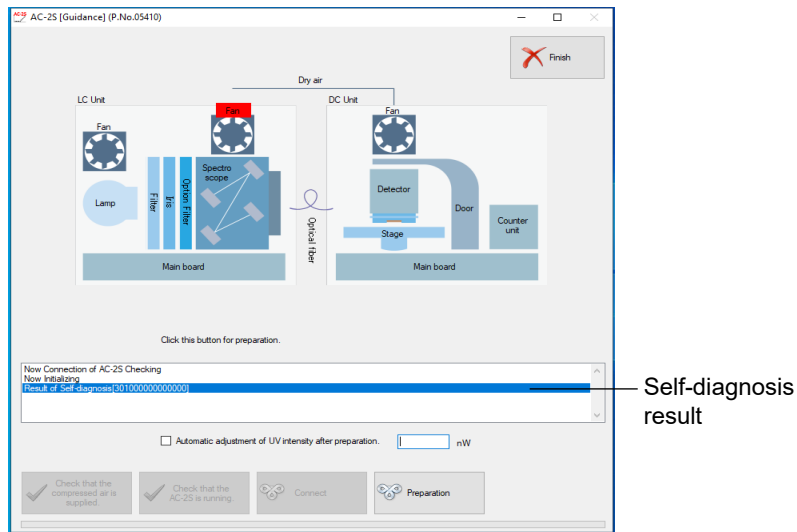 AC-2S [Guidance] (P.No.05410)
Finish
Dry air
LC Unit
DC Unit
Fan
Fan
Fan
Lamp
Filter
Iris
Option Filter
Spectro
scope
Optical fiber
Detector
Stage
Door
Counter
unit
Main board
Main board
Click this button for preparation.
Now Connection of AC-2S Checking
Now Initializing
Result of Self-diagnosis[301000000000000]
Self-diagnosis
result
Automatic adjustment of UV intensity after preparation.
nW
Check that the
compressed air is
supplied.
Check that the
AC-2S is running.
Connect
Preparation